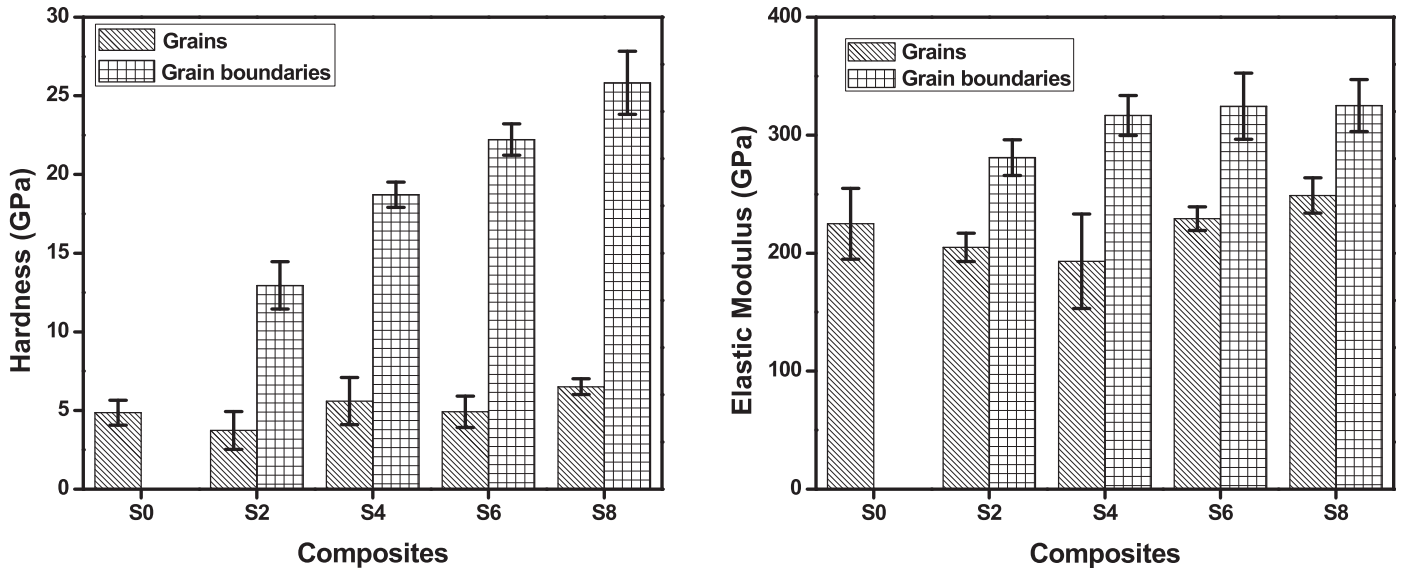 30
25
20
15
10
5
0
Hardness (GPa)
Grains
Grain boundaries
S0 S2 S4 S6 S8
Composites
400
300
200
100
0
Elastic Modulus (GPa)
Grains
Grain boundaries
S0 S2 S4 S6 S8
Composites